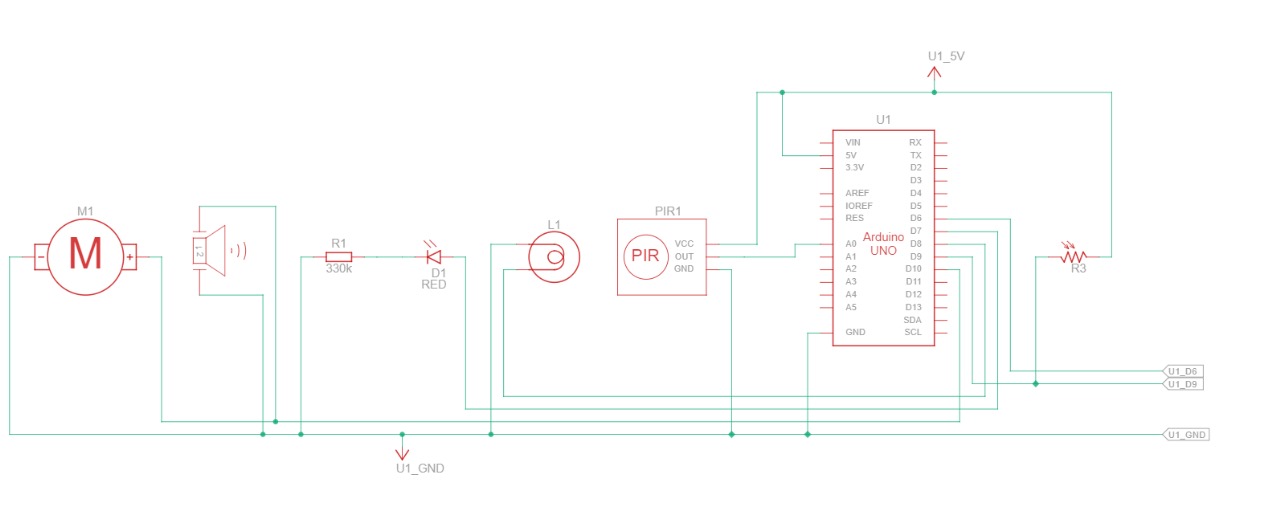 U1_5V
U1
VIN
5V
3.3V
AREF
IOREF
RES
A0
A1
A2
A3
A4
A5
GND
Arduino
UNO
RX
TX
D2
D3
D4
D5
D6
D7
D8
D9
D10
D11
D12
D13
SDA
SCL
M1
M
-
+
1 2
R1
330k
D1
RED
L1
PIR1
PIR
VCC
OUT
GND
R3
U1_D6
U1_D9
U1_GND
U1_GND